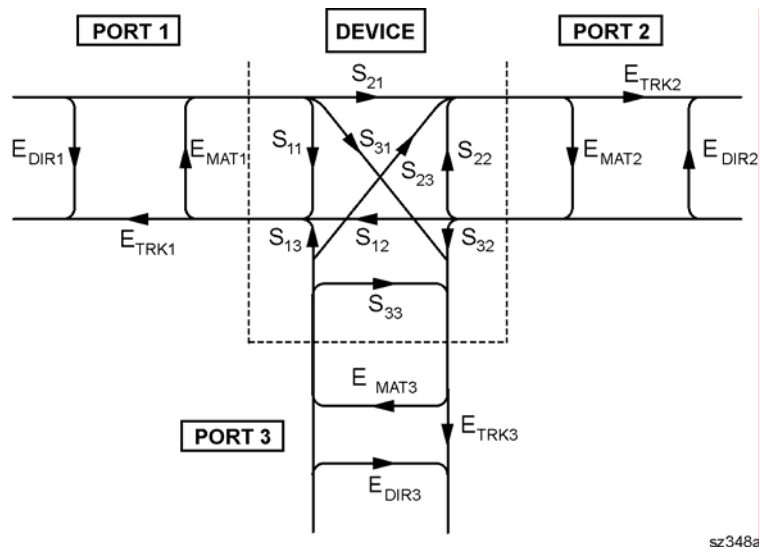 PORT 1
DEVICE
PORT 2
S21
ETRK2
EDIR1
EMAT1
S11
S31
S23
S22
EMAT2
EDIR2
ETRK1
S13
S12
S32
S33
EMAT3
PORT 3
ETRK3
EDIR3
sz348a